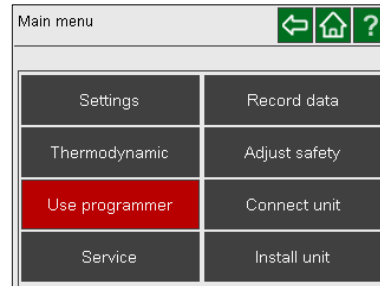 Main menu
?
Settings
Record data
Thermodynamic
Adjust safety
Use programmer
Connect unit
Service
Install unit